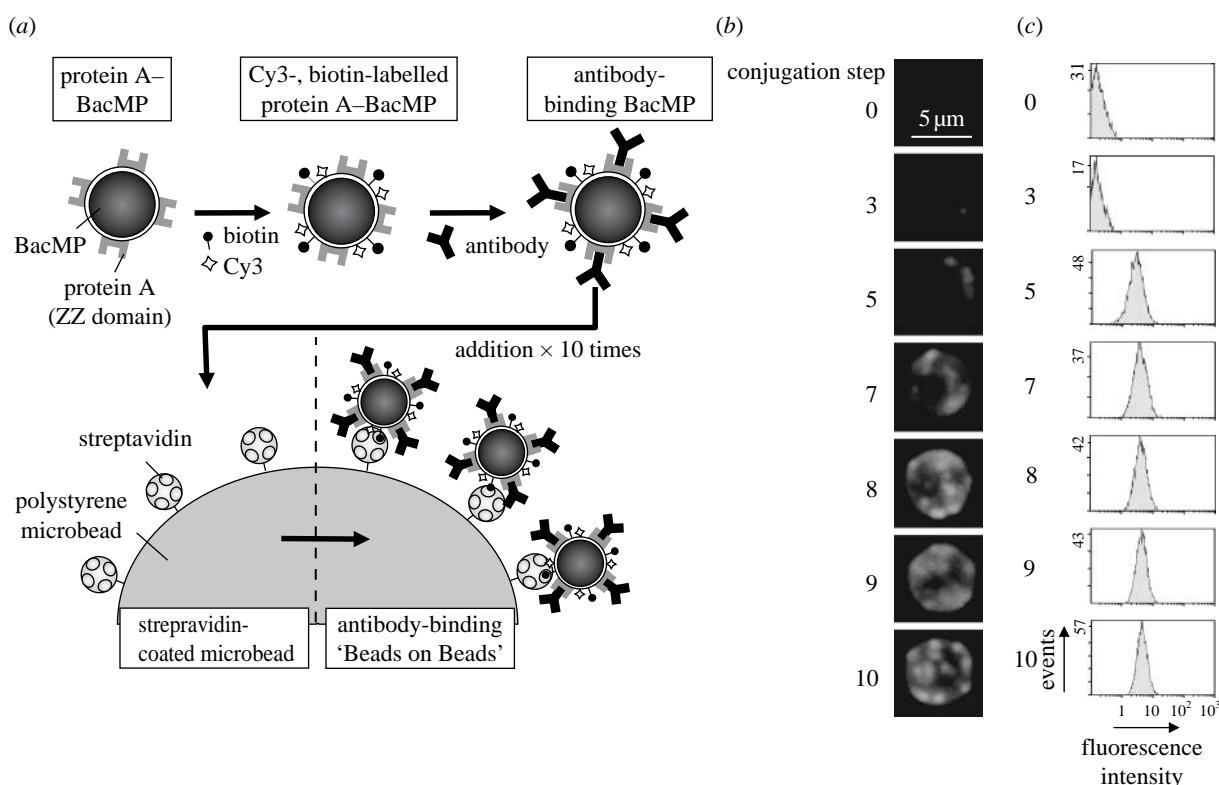 (a)
protein A–
BacMP
Cy3-, biotin-labelled
protein A–BacMP
antibody-
binding BacMP
BacMP
biotin
Cy3
antibody
protein A
(ZZ domain)
addition × 10 times
streptavidin
polystyrene
microbead
strepravidin-
coated microbead
antibody-binding
‘Beads on Beads’
(b)
conjugation step
0
5 µm
3
5
7
8
9
10
(c)
0
31
3
17
5
48
7
37
8
42
9
43
10
57
events
1 10 10² 10³
fluorescence
intensity